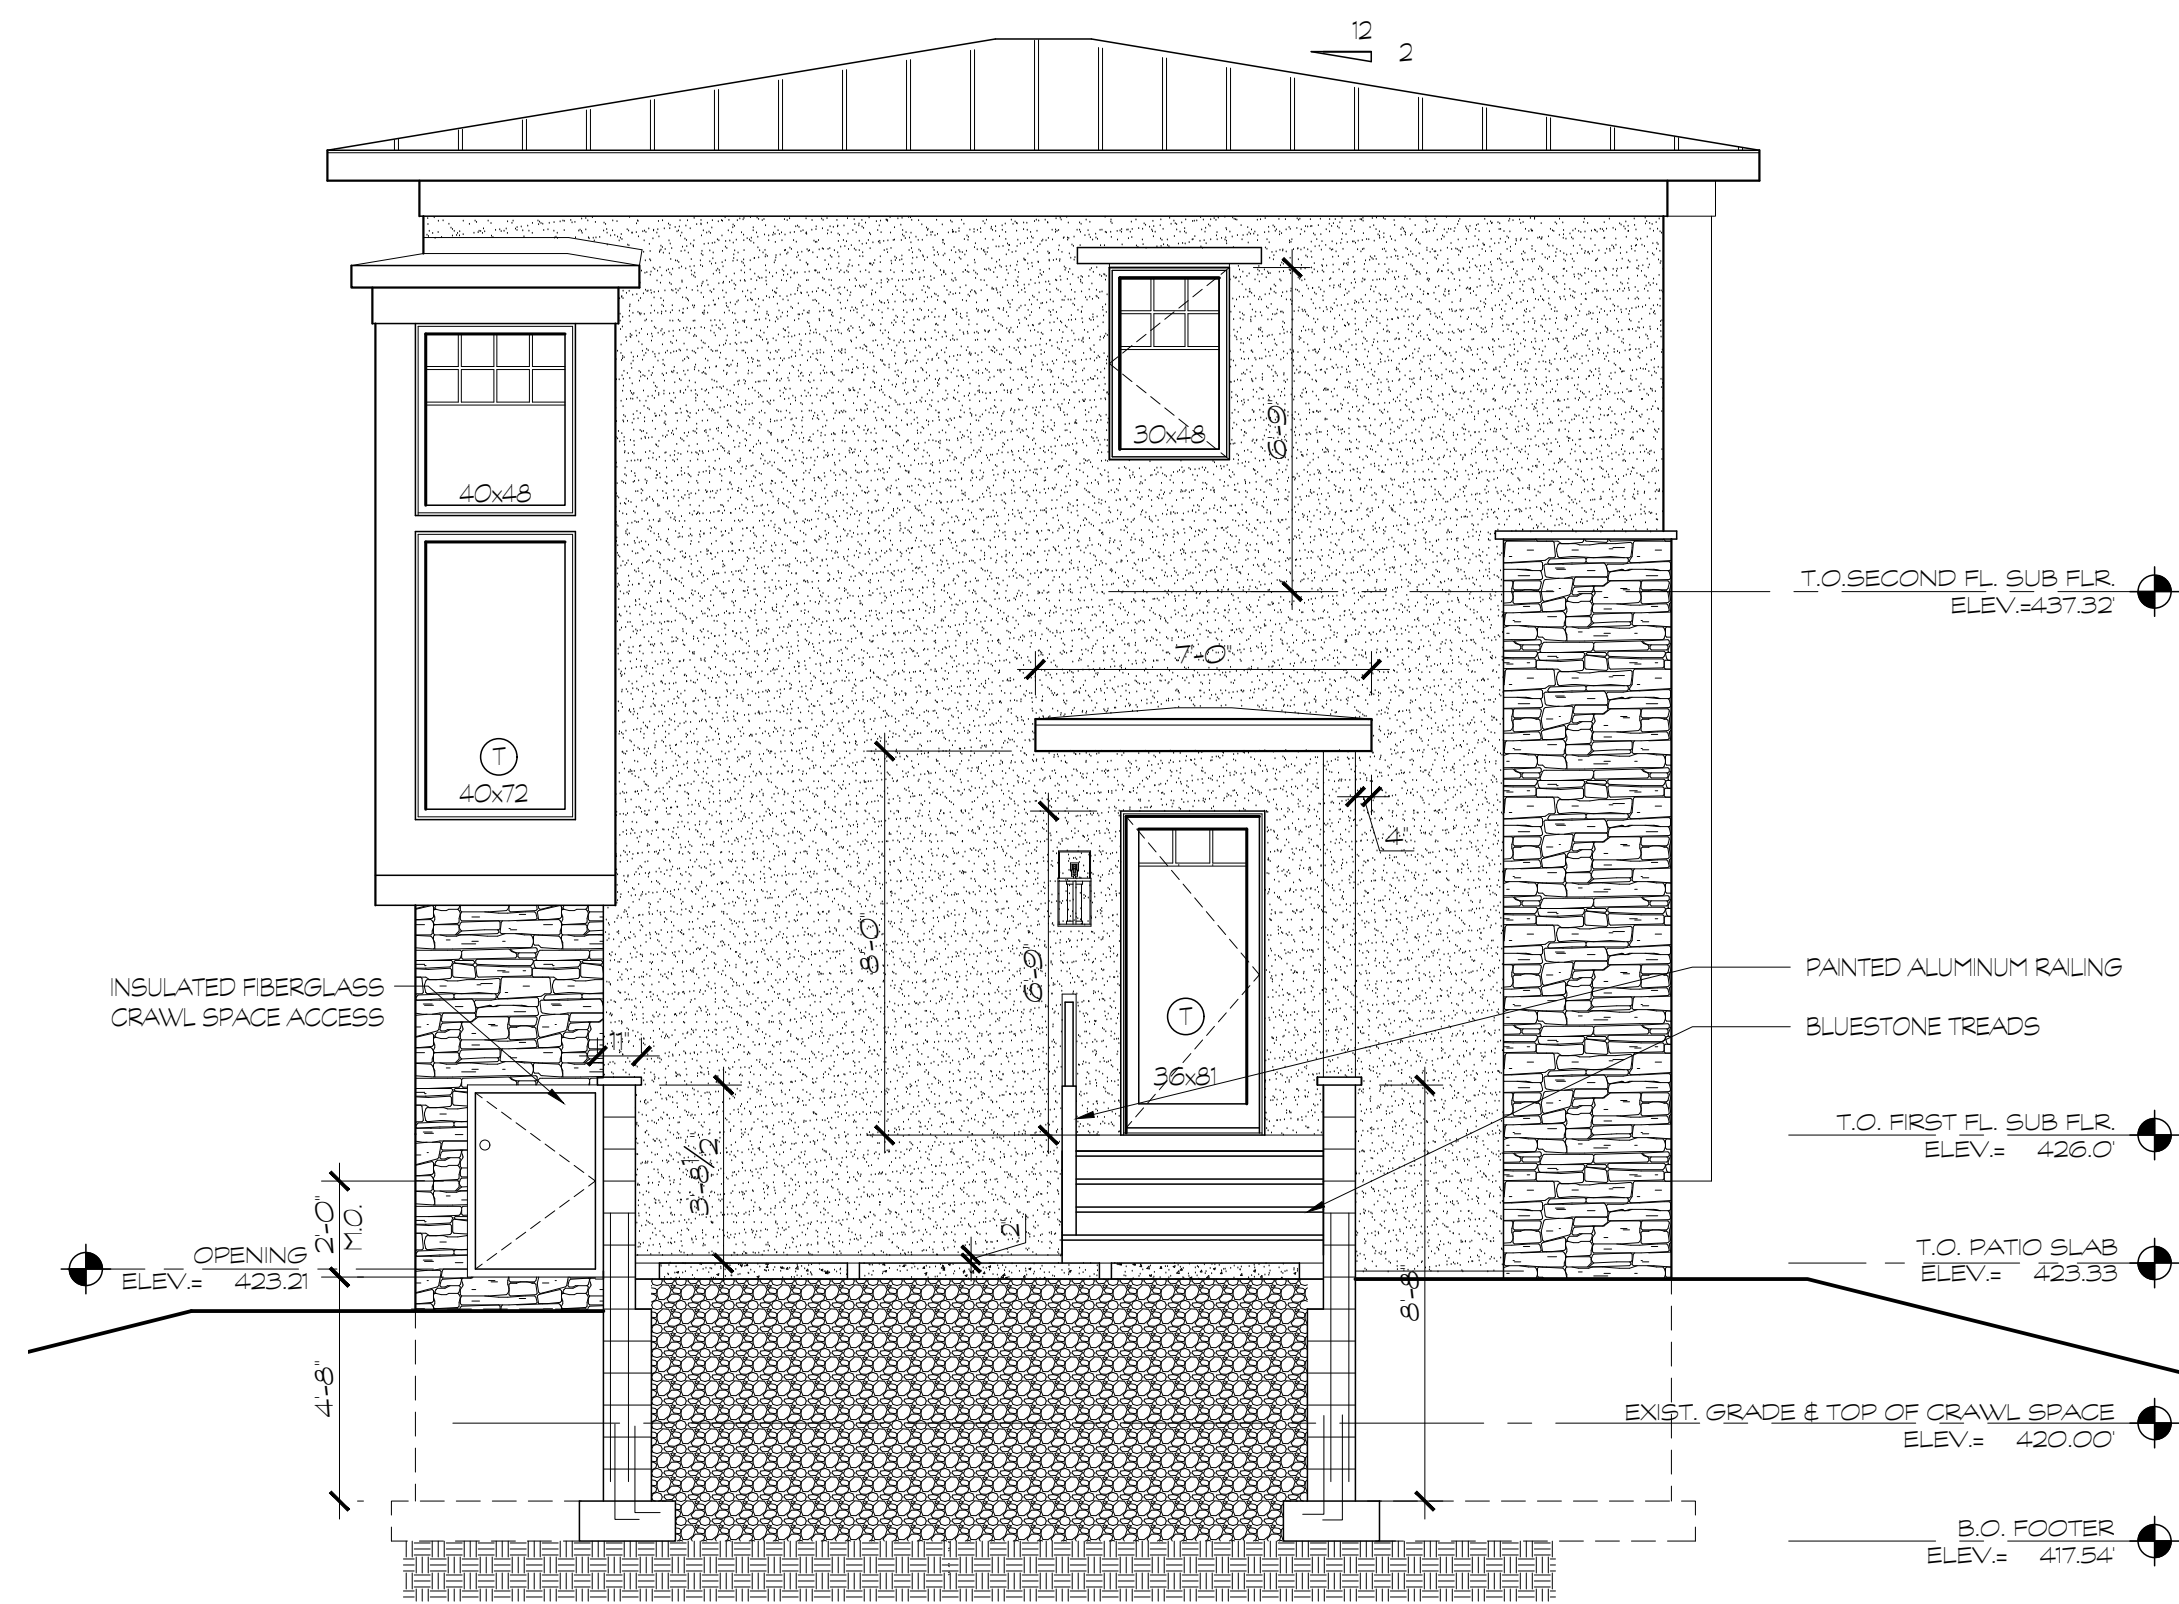 12
2
30x48
6'-9"
40x48
T.O.SECOND FL. SUB FLR.
ELEV.=437.32'
7'-0"
T
40x72
4"
8'-0"
6'-9"
PAINTED ALUMINUM RAILING
INSULATED FIBERGLASS
CRAWL SPACE ACCESS
T
BLUESTONE TREADS
11"
36x81
T.O. FIRST FL. SUB FLR.
ELEV.= 426.0'
3'-8 1/2"
2'-0"
M.O.
2"
OPENING
ELEV.= 423.21
T.O. PATIO SLAB
ELEV.= 423.33
8'-8"
4'-8"
EXIST. GRADE & TOP OF CRAWL SPACE
ELEV.= 420.00'
B.O. FOOTER
ELEV.= 417.54'